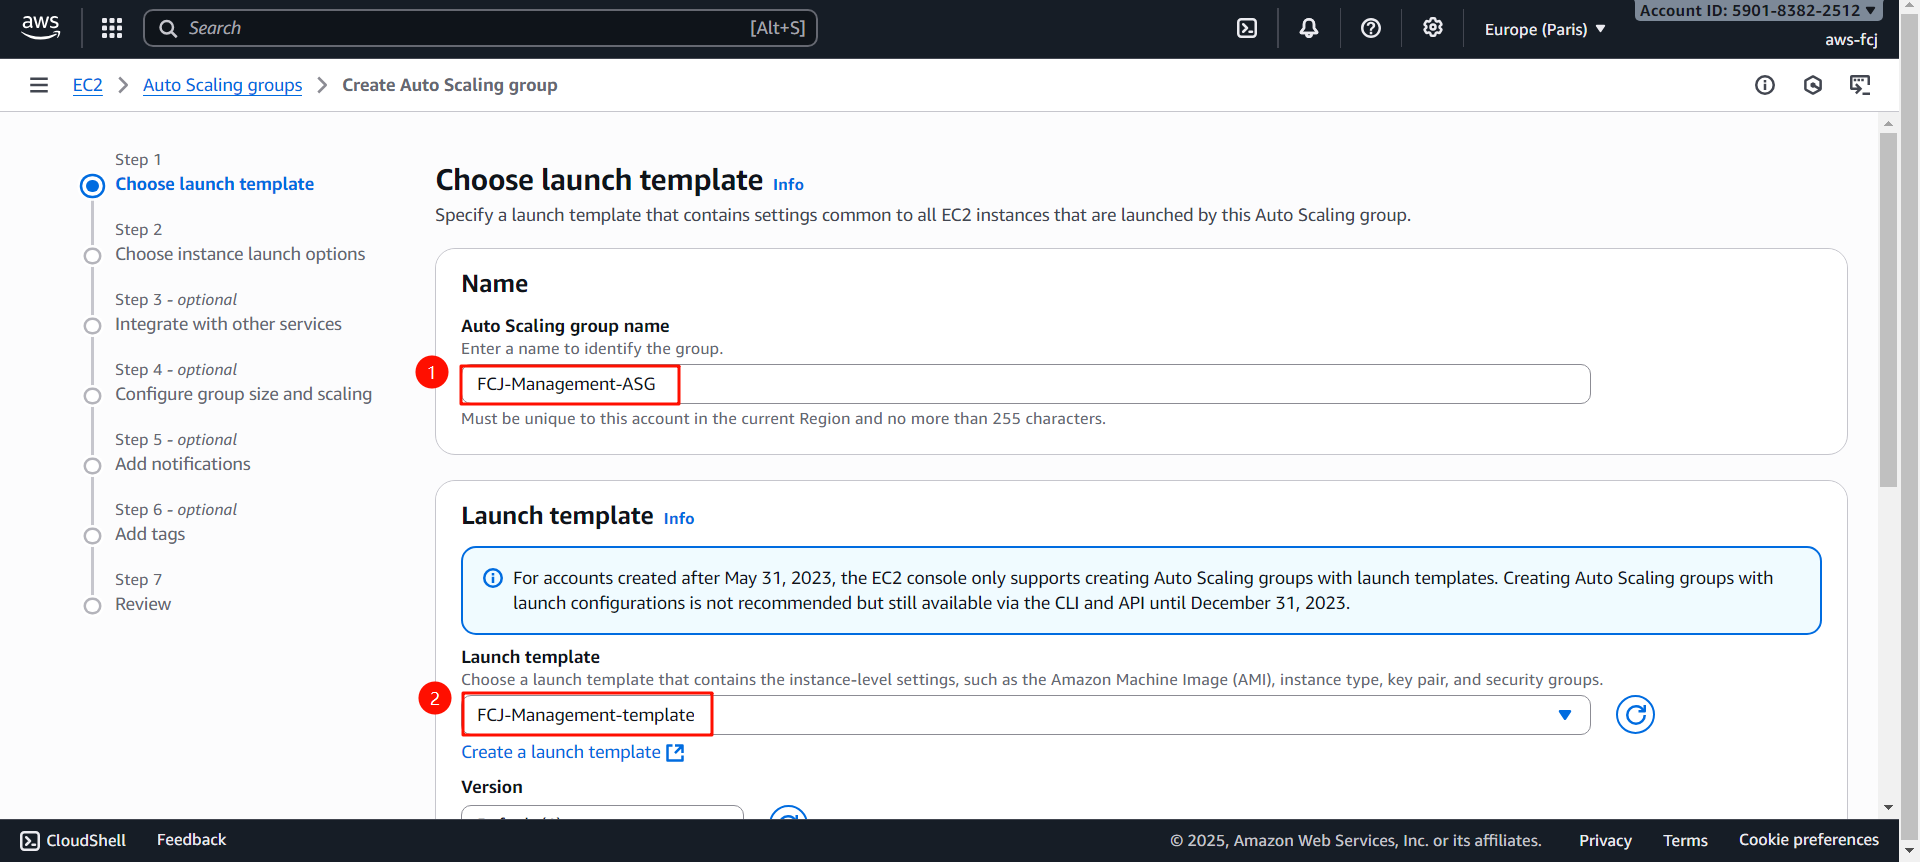 aws
Search
[Alt+S]
Europe (Paris)
Account ID: 5901-8382-2512
aws-fcj
EC2
Auto Scaling groups
Create Auto Scaling group
Step 1
Choose launch template
Step 2
Choose instance launch options
Step 3 - optional
Integrate with other services
Step 4 - optional
Configure group size and scaling
Step 5 - optional
Add notifications
Step 6 - optional
Add tags
Step 7
Review
Choose launch template Info
Specify a launch template that contains settings common to all EC2 instances that are launched by this Auto Scaling group.
Name
Auto Scaling group name
Enter a name to identify the group.
1
FCJ-Management-ASG
Must be unique to this account in the current Region and no more than 255 characters.
Launch template Info
For accounts created after May 31, 2023, the EC2 console only supports creating Auto Scaling groups with launch templates. Creating Auto Scaling groups with
launch configurations is not recommended but still available via the CLI and API until December 31, 2023.
Launch template
Choose a launch template that contains the instance-level settings, such as the Amazon Machine Image (AMI), instance type, key pair, and security groups.
2
FCJ-Management-template
Create a launch template
Version
CloudShell
Feedback
© 2025, Amazon Web Services, Inc. or its affiliates.
Privacy
Terms
Cookie preferences